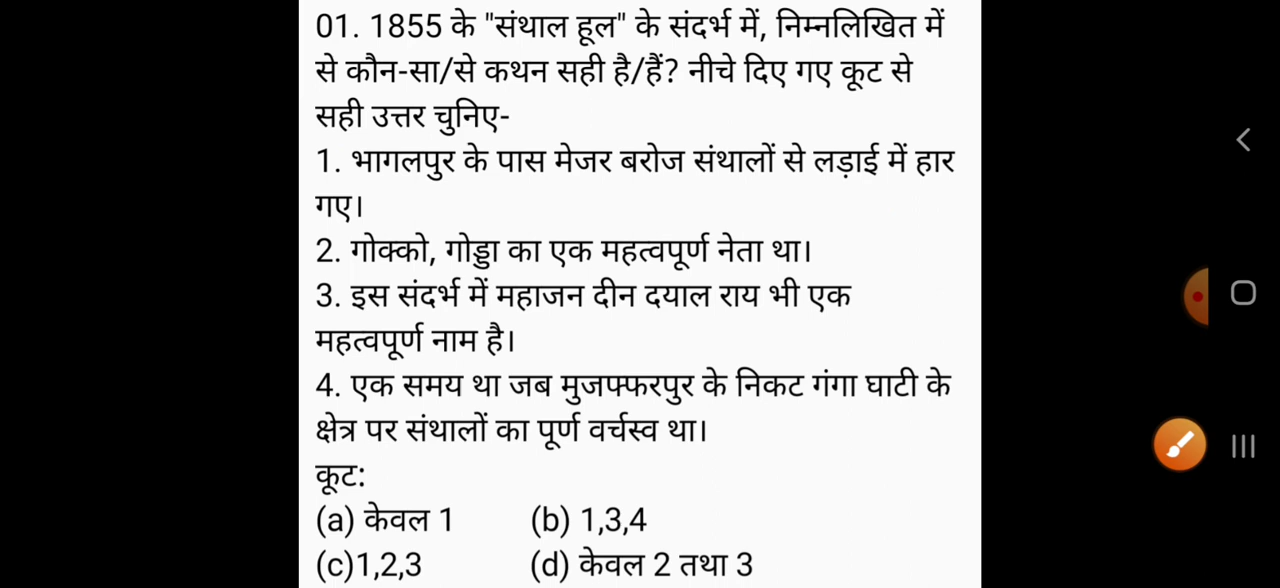 01. 1855 के "संथाल हूल" के संदर्भ में, निम्नलिखित में
से कौन-सा/से कथन सही है/हैं? नीचे दिए गए कूट से
सही उत्तर चुनिए-
1. भागलपुर के पास मेजर बरोज संथालों से लड़ाई में हार
गए।
2. गोक्को, गोड्डा का एक महत्वपूर्ण नेता था।
3. इस संदर्भ में महाजन दीन दयाल राय भी एक
महत्वपूर्ण नाम है।
4. एक समय था जब मुजफ्फरपुर के निकट गंगा घाटी के
क्षेत्र पर संथालों का पूर्ण वर्चस्व था।
कूट:
(a) केवल 1 (b) 1,3,4
(c)1,2,3 (d) केवल 2 तथा 3